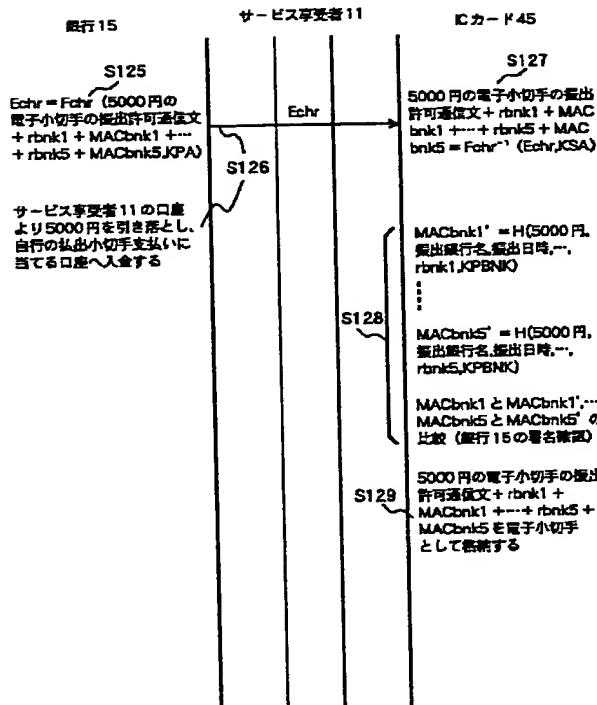 銀行15
サービス享受者11
ICカード45
S125
Echr = Fchr (5000円の
電子小切手の振出許可通信文
+ rbnk1 + MACbnk1 +…
+ rbnk5 + MACbnk5,KPA)
Echr
S126
サービス享受者11の口座
より5000円を引き落とし、
自行の払出小切手支払いに
当てる口座へ入金する
S127
5000円の電子小切手の振出
許可通信文 + rbnk1 + MAC
bnk1 +…+ rbnk5 + MAC
bnk5 = Fchr⁻¹ (Echr,KSA)
S128
MACbnk1' = H(5000円,
振出銀行名,振出日時,…,
rbnk1,KPBNK)
MACbnk5' = H(5000円,
振出銀行名,振出日時,…,
rbnk5,KPBNK)
MACbnk1とMACbnk1',…
MACbnk5とMACbnk5'の
比較(銀行15の署名確認)
S129
5000円の電子小切手の振出
許可通信文 + rbnk1 +
MACbnk1 +…+ rbnk5 +
MACbnk5を電子小切手
として格納する